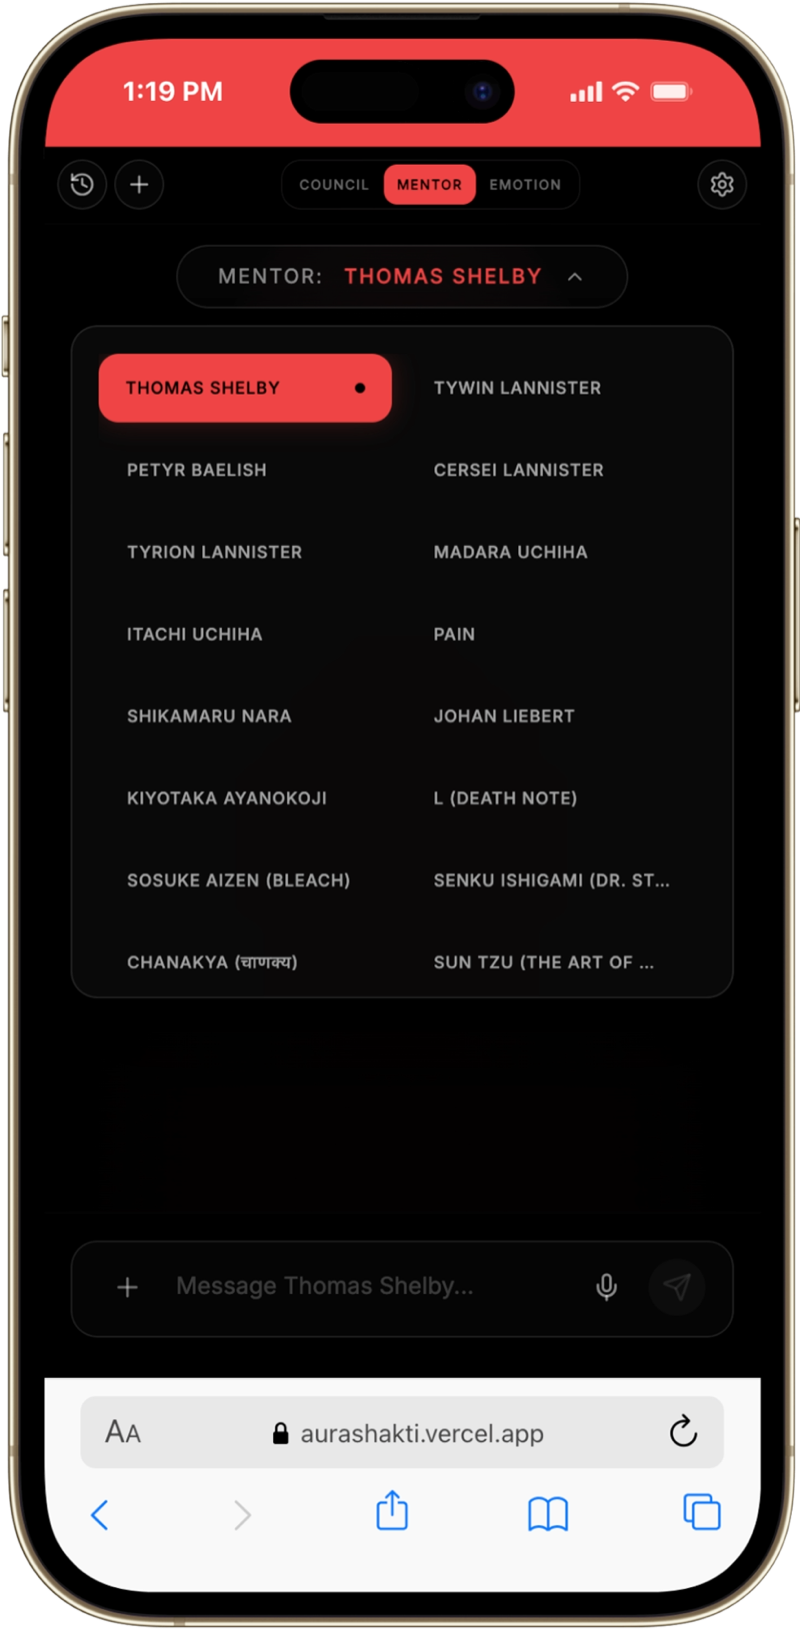 1:19 PM
COUNCIL MENTOR EMOTION
MENTOR: THOMAS SHELBY
THOMAS SHELBY
TYWIN LANNISTER
PETYR BAELISH
CERSEI LANNISTER
TYRION LANNISTER
MADARA UCHIHA
ITACHI UCHIHA
PAIN
SHIKAMARU NARA
JOHAN LIEBERT
KIYOTAKA AYANOKOJI
L (DEATH NOTE)
SOSUKE AIZEN (BLEACH)
SENKU ISHIGAMI (DR. ST...
CHANAKYA (चाणक्य)
SUN TZU (THE ART OF ...
Message Thomas Shelby...
AA aurashakti.vercel.app